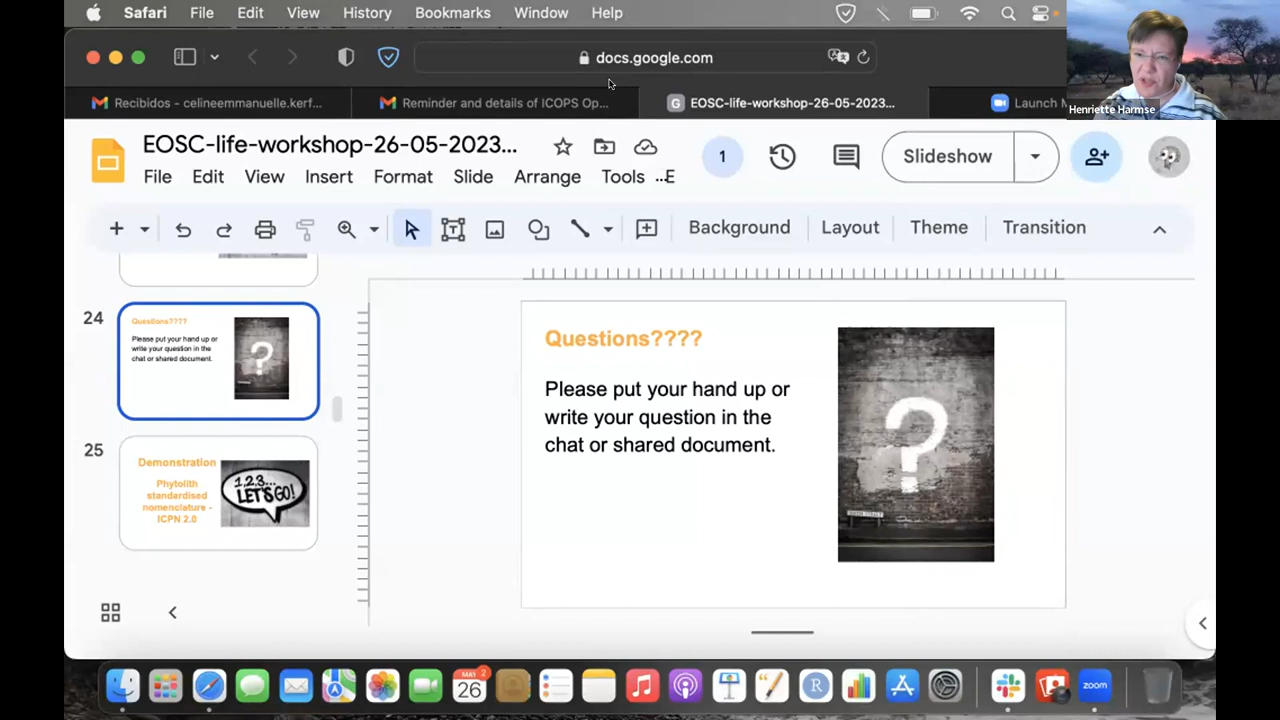 Safari File Edit View History Bookmarks Window Help
docs.google.com
Recibidos - celineemmanuelle.kerf...
Reminder and details of ICOPS Op...
G EOSC-life-workshop-26-05-2023...
Launch M
Henriette Harmse
EOSC-life-workshop-26-05-2023...
1
Slideshow
File Edit View Insert Format Slide Arrange Tools ...E
Background Layout Theme Transition
24
Questions????
Please put your hand up or
write your question in the
chat or shared document.
?
25
Demonstration
Phytolith
standardised
nomenclature -
ICPN 2.0
1,2,3...
LET'S GO!
Questions????
Please put your hand up or
write your question in the
chat or shared document.
?
MAY
26
2
R
zoom